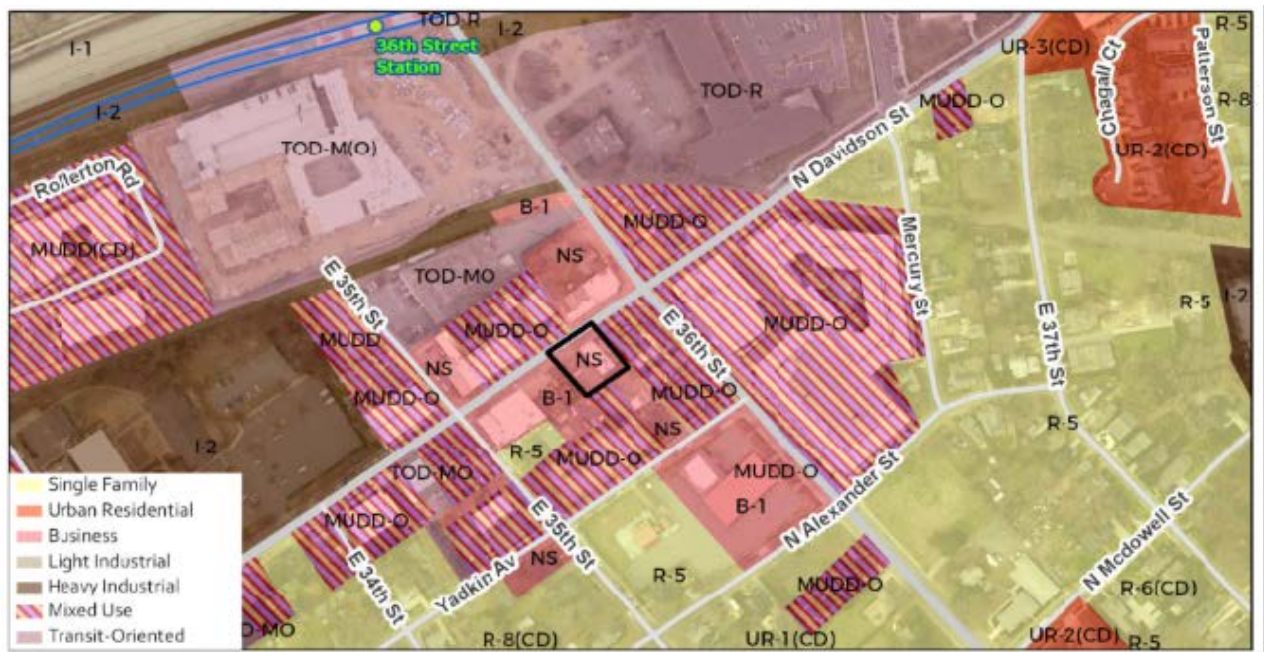 TOD-R
I-1
36th Street
Station
I-2
UR-3(CD)
Chagall Ct
Patterson St
R-5
R-8
I-2
TOD-R
MUDD-O
TOD-M(O)
N Davidson St
UR-2(CD)
Rollerton Rd
B-1
MUDD-O
MUDD(CD)
NS
Mercury St
E 35th St
TOD-MO
R-5
I-2
E 36th St
MUDD-O
E 37th St
MUDD
MUDD-O
NS
NS
MUDD-O
B-1
MUDD-O
NS
R-5
I-2
R-5
MUDD-O
TOD-MO
MUDD-O
B-1
N Alexander St
MUDD-O
E 35th St
E 34th St
Yadkin Av
NS
R-5
MUDD-O
N Mcdowell St
R-6(CD)
R-8(CD)
UR-1(CD)
UR-2(CD)
R-5
Single Family
Urban Residential
Business
Light Industrial
Heavy Industrial
Mixed Use
Transit-Oriented